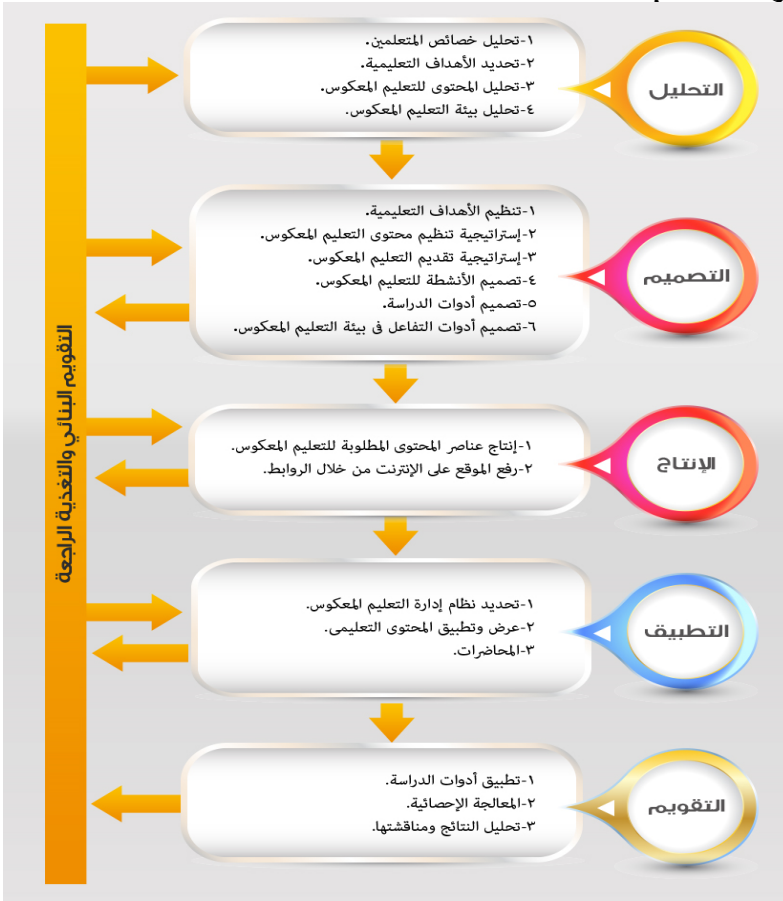 التحليل
١-تحليل خصائص المتعلمين.
٢-تحديد الأهداف التعليمية.
٣-تحليل المحتوى للتعليم المعكوس.
٤-تحليل بيئة التعليم المعكوس.
التصميم
١-تنظيم الأهداف التعليمية.
٢-إستراتيجية تنظيم محتوى التعليم المعكوس.
٣-إستراتيجية تقديم التعليم المعكوس.
٤-تصميم الأنشطة للتعليم المعكوس.
٥-تصميم أدوات الدراسة.
٦-تصميم أدوات التفاعل فى بيئة التعليم المعكوس.
الإنتاج
١-إنتاج عناصر المحتوى المطلوبة للتعليم المعكوس.
٢-رفع الموقع على الإنترنت من خلال الروابط.
التطبيق
١-تحديد نظام إدارة التعليم المعكوس.
٢-عرض وتطبيق المحتوى التعليمى.
٣-المحاضرات.
التقويم
١-تطبيق أدوات الدراسة.
٢-المعالجة الإحصائية.
٣-تحليل النتائج ومناقشتها.
التقويم البنائي والتغذية الراجعة